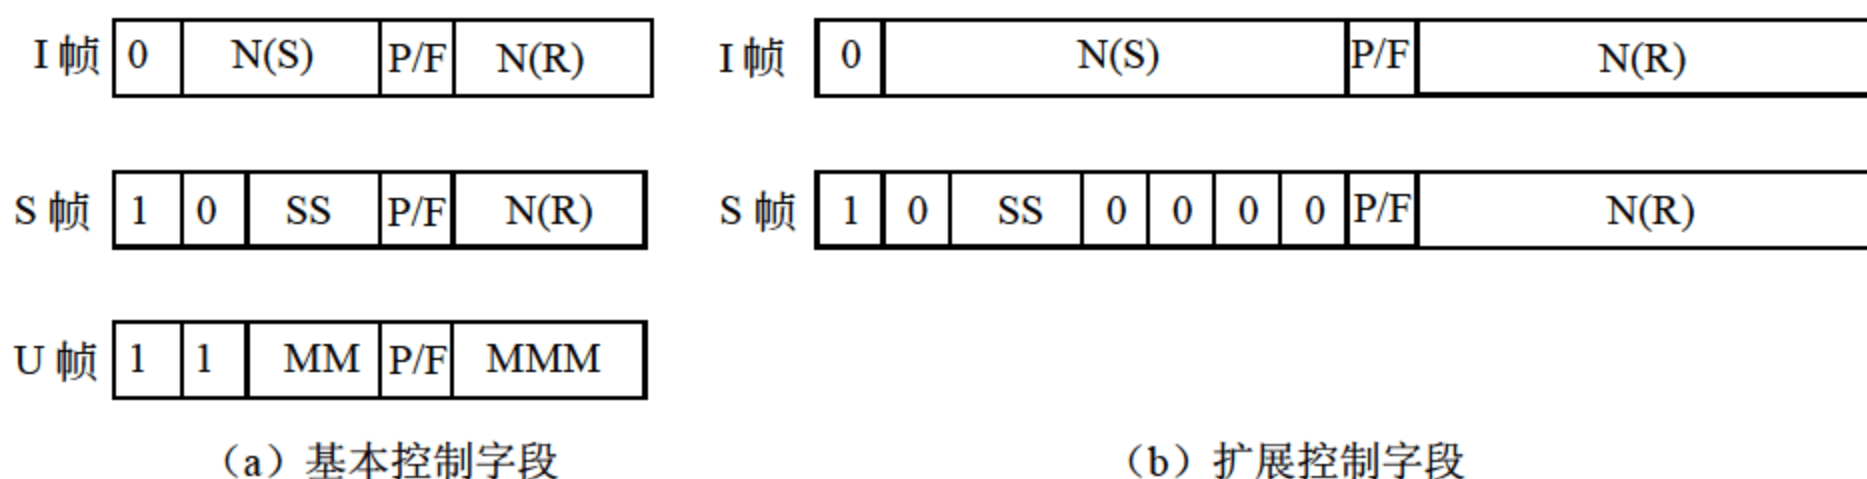 I 帧 0 N(S) P/F N(R) I 帧 0 N(S) P/F N(R)
S 帧 1 0 SS P/F N(R) S 帧 1 0 SS 0 0 0 0 P/F N(R)
U 帧 1 1 MM P/F MMM
（a）基本控制字段 （b）扩展控制字段